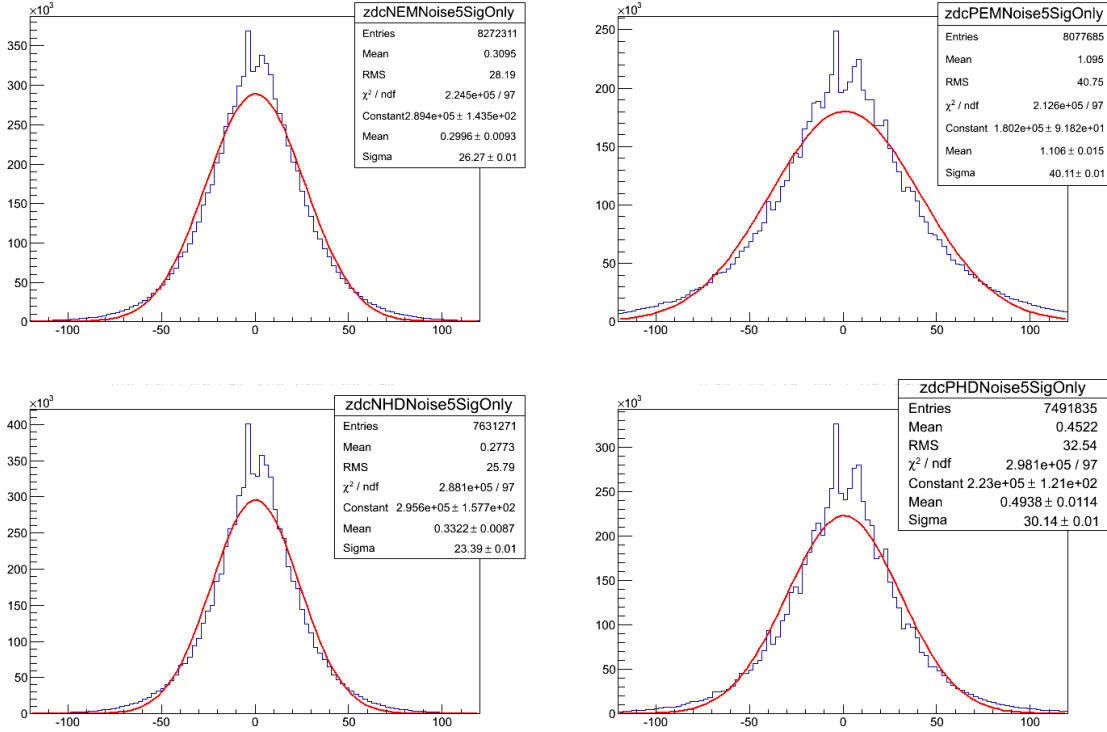 zdcNEMNoise5SigOnly
Entries 8272311
Mean 0.3095
RMS 28.19
χ² / ndf 2.245e+05 / 97
Constant2.894e+05 ± 1.435e+02
Mean 0.2996 ± 0.0093
Sigma 26.27 ± 0.01
×10³
350
300
250
200
150
100
50
0
-100 -50 0 50 100
zdcPEMNoise5SigOnly
Entries 8077685
Mean 1.095
RMS 40.75
χ² / ndf 2.126e+05 / 97
Constant 1.802e+05 ± 9.182e+01
Mean 1.106 ± 0.015
Sigma 40.11 ± 0.01
×10³
250
200
150
100
50
0
-100 -50 0 50 100
zdcNHDNoise5SigOnly
Entries 7631271
Mean 0.2773
RMS 25.79
χ² / ndf 2.881e+05 / 97
Constant 2.956e+05 ± 1.577e+02
Mean 0.3322 ± 0.0087
Sigma 23.39 ± 0.01
×10³
400
350
300
250
200
150
100
50
0
-100 -50 0 50 100
zdcPHDNoise5SigOnly
Entries 7491835
Mean 0.4522
RMS 32.54
χ² / ndf 2.981e+05 / 97
Constant 2.23e+05 ± 1.21e+02
Mean 0.4938 ± 0.0114
Sigma 30.14 ± 0.01
×10³
300
250
200
150
100
50
0
-100 -50 0 50 100